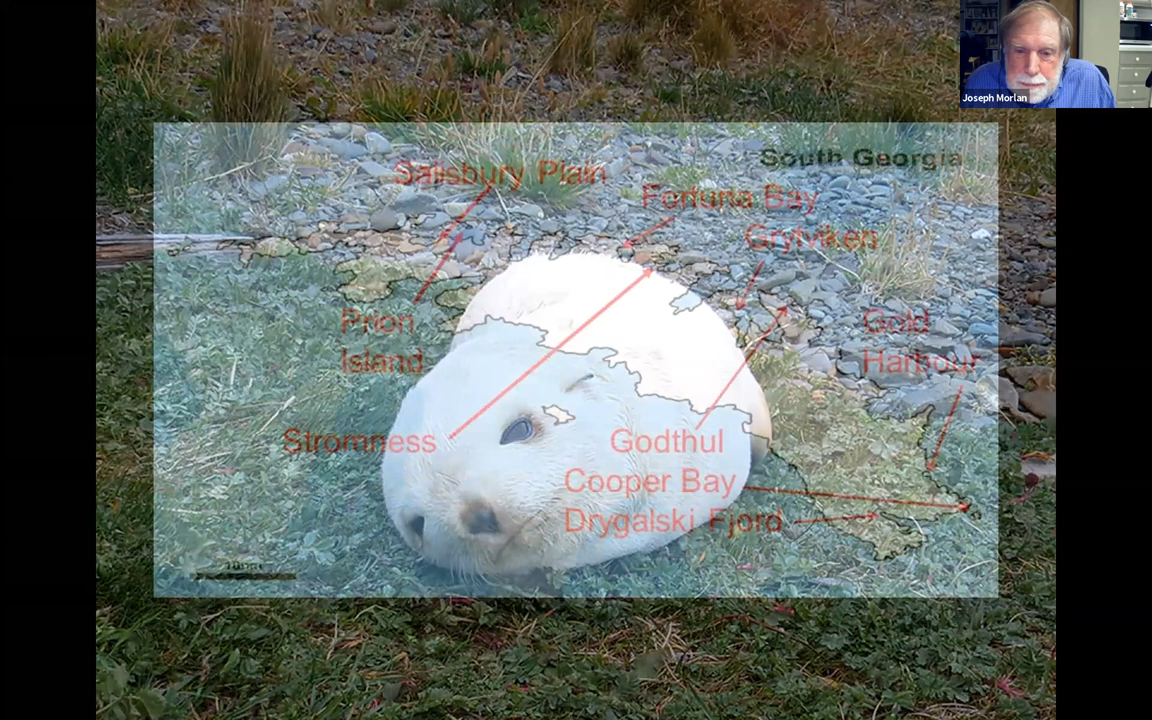 Joseph Morlan
South Georgia
Salisbury Plain
Fortuna Bay
Grytviken
Prion
Island
Gold
Harbour
Stromness
Godthul
Cooper Bay
Drygalski Fjord